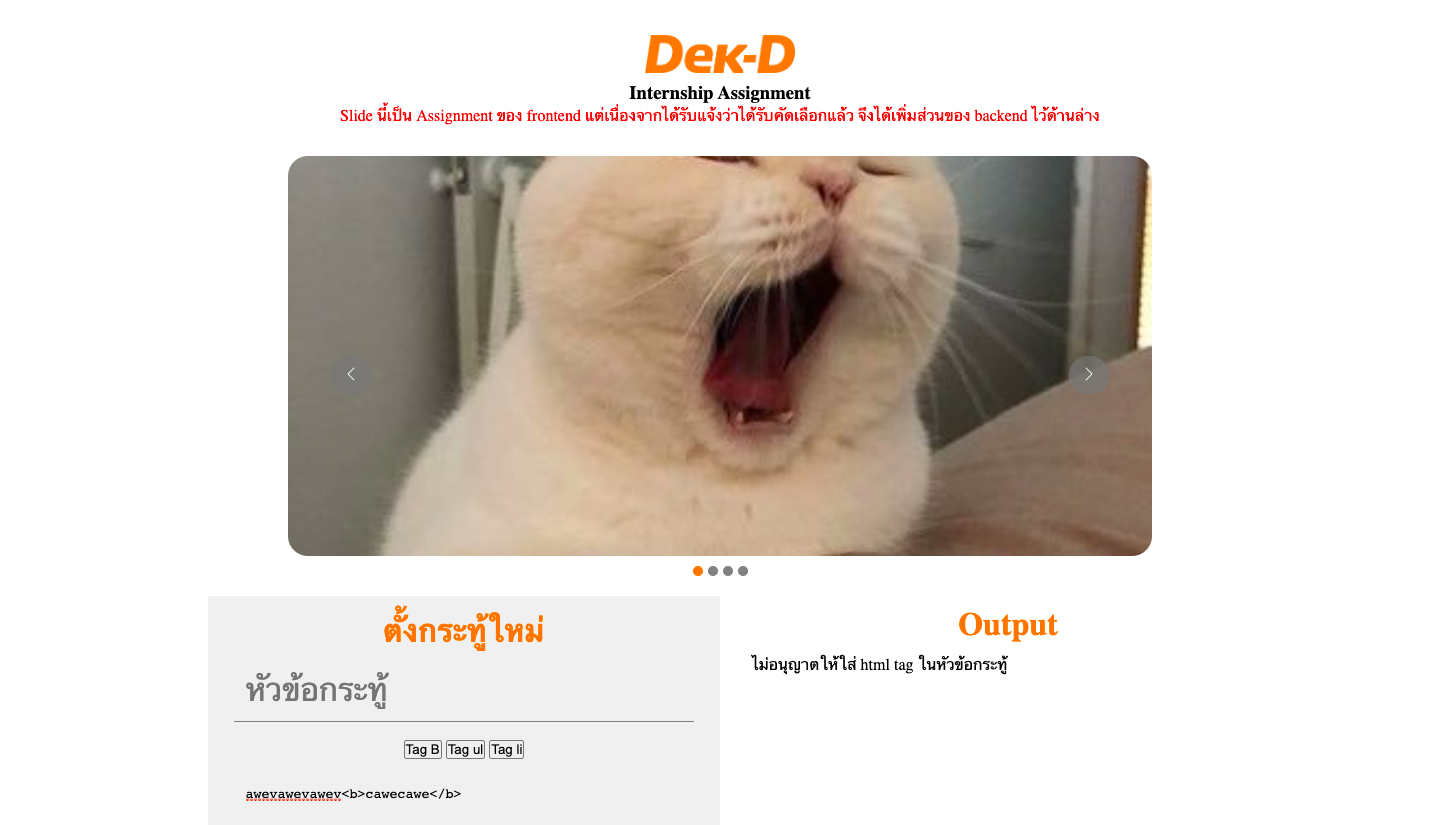 DEK-D
Internship Assignment
Slide นี้เป็น Assignment ของ frontend แต่เนื่องจากได้รับแจ้งว่าได้รับคัดเลือกแล้ว จึงได้เพิ่มส่วนของ backend ไว้ด้านล่าง
ตั้งกระทู้ใหม่
หัวข้อกระทู้
Tag B Tag ul Tag li
awevawevawev<b>cawecawe</b>
Output
ไม่อนุญาตให้ใส่ html tag ในหัวข้อกระทู้